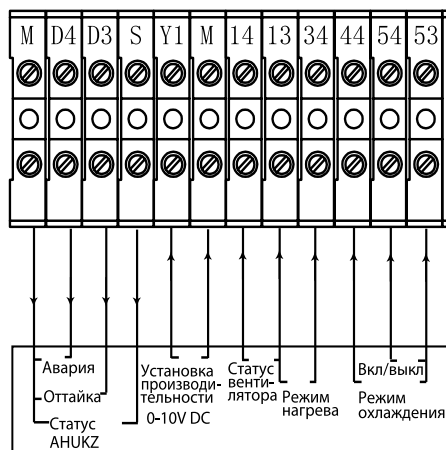 M D4 D3 S Y1 M 14 13 34 44 54 53
Авария
Оттайка
Статус
AHUKZ
Установка
производи-
тельности
0-10V DC
Статус
венти-
лятора
Режим
нагрева
Вкл/выкл
Режим
охлаждения